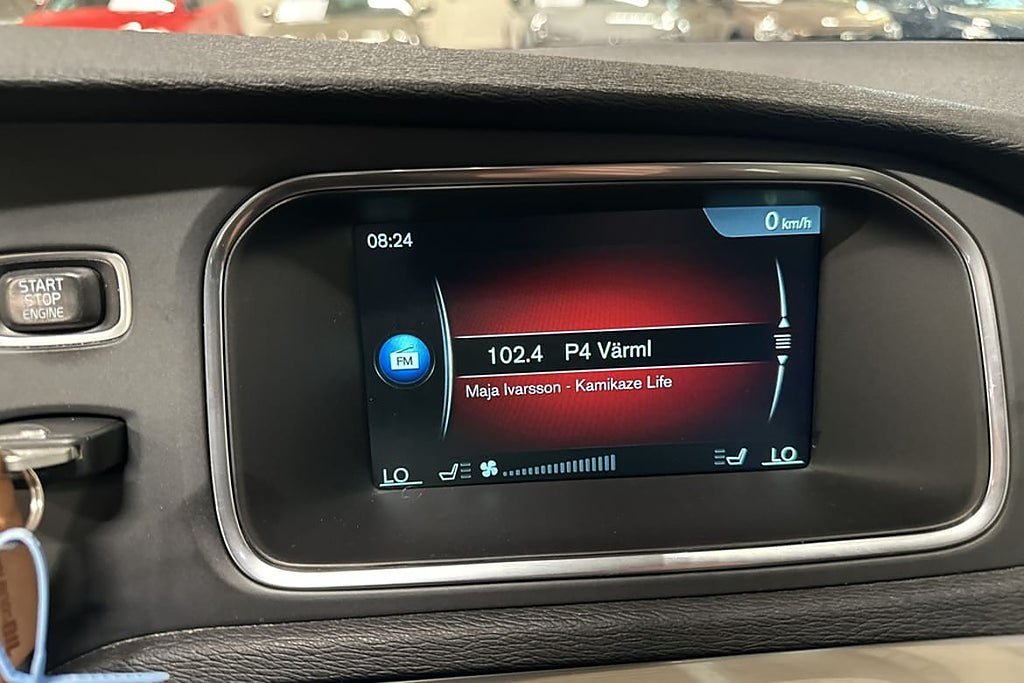 08:24
0 km/h
START
STOP
ENGINE
FM
102.4 P4 Värml
Maja Ivarsson - Kamikaze Life
LO
LO